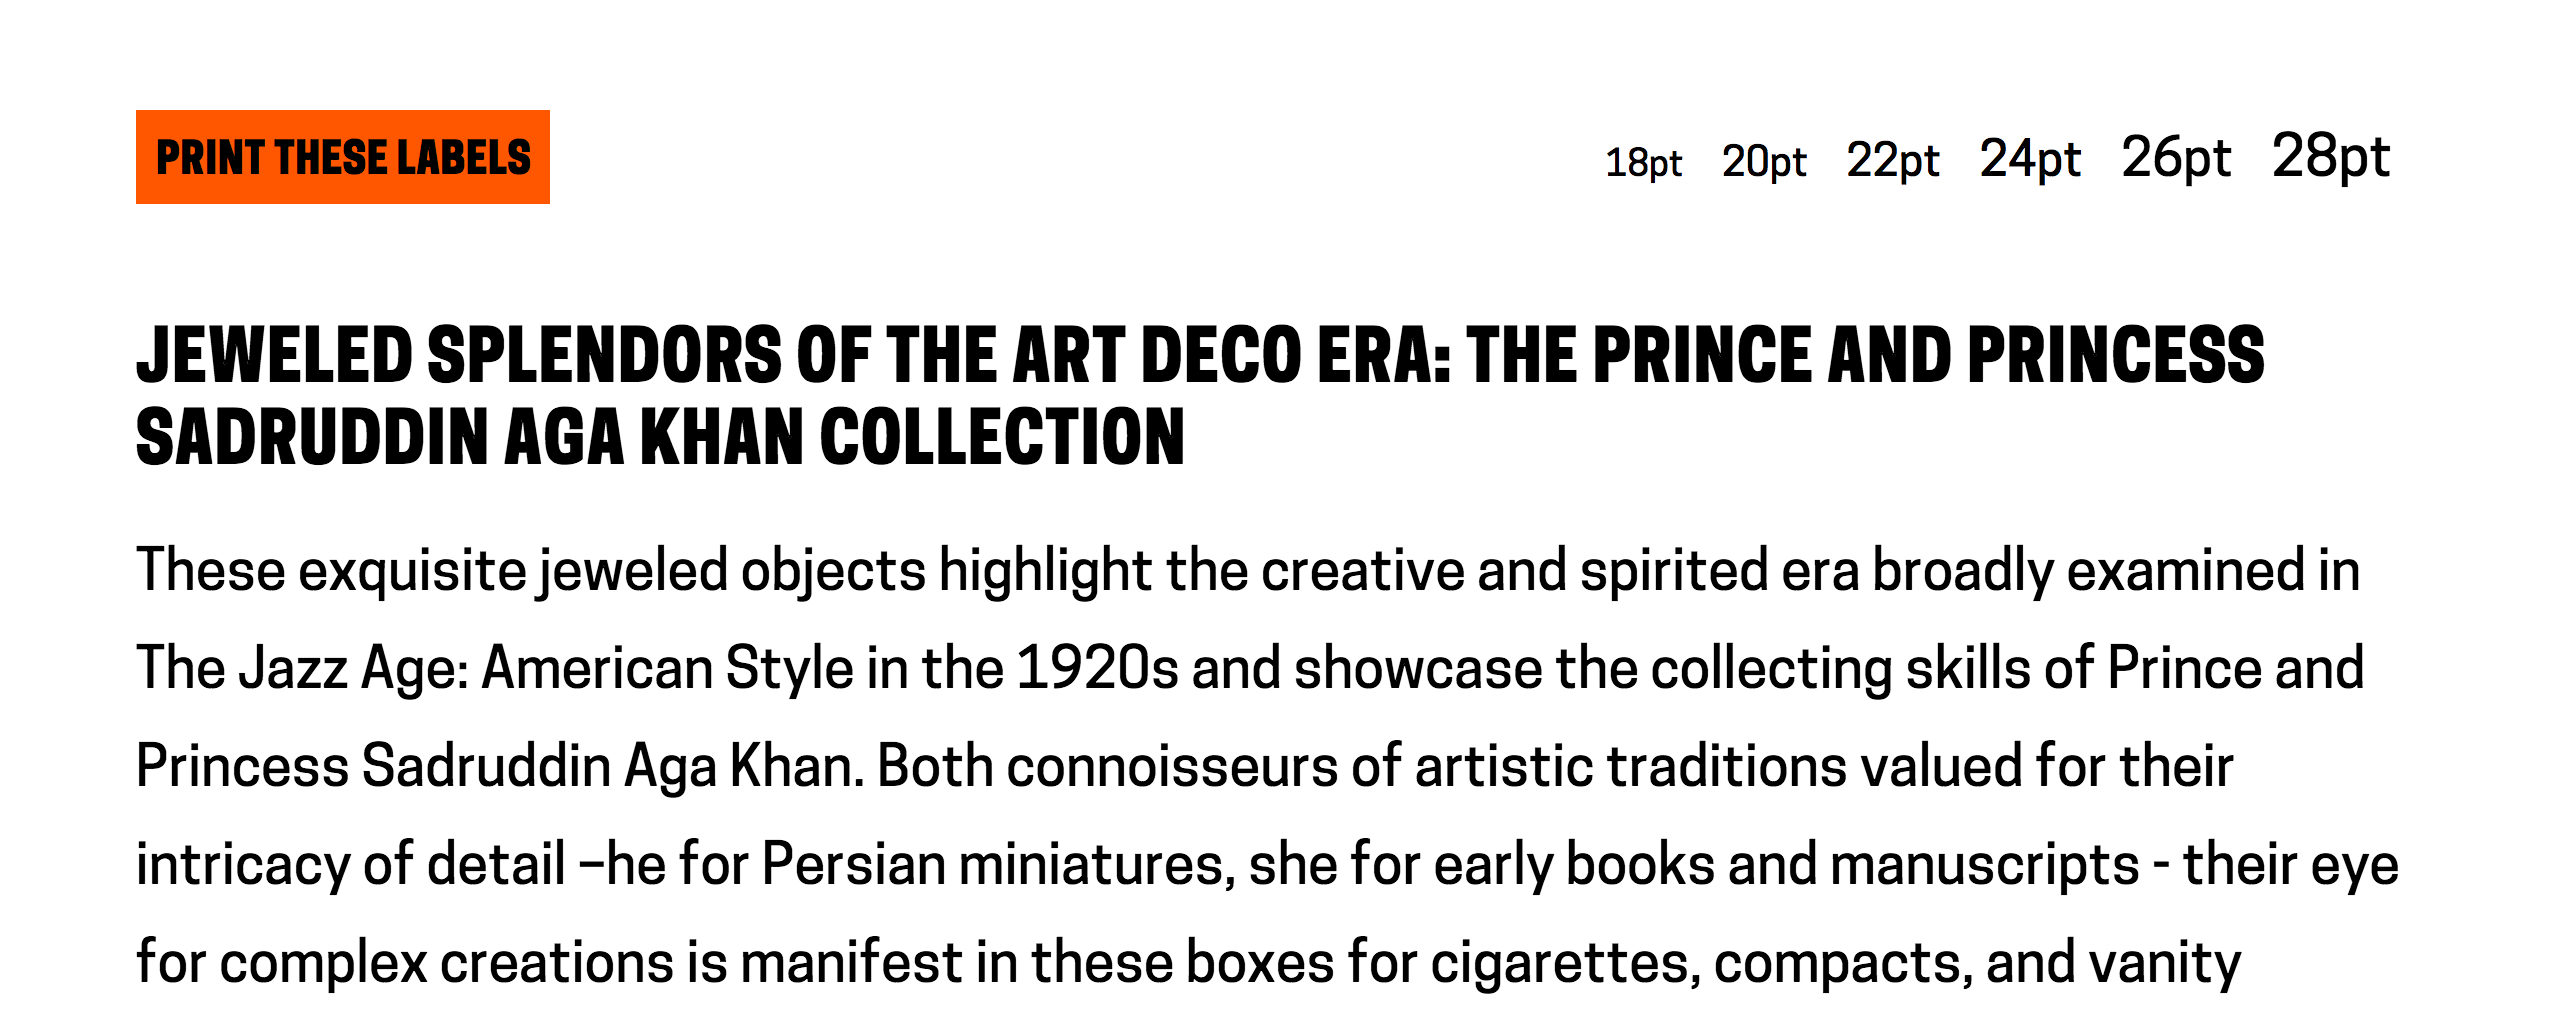 PRINT THESE LABELS
18pt 20pt 22pt 24pt 26pt 28pt
JEWELED SPLENDORS OF THE ART DECO ERA: THE PRINCE AND PRINCESS
SADRUDDIN AGA KHAN COLLECTION
These exquisite jeweled objects highlight the creative and spirited era broadly examined in
The Jazz Age: American Style in the 1920s and showcase the collecting skills of Prince and
Princess Sadruddin Aga Khan. Both connoisseurs of artistic traditions valued for their
intricacy of detail –he for Persian miniatures, she for early books and manuscripts - their eye
for complex creations is manifest in these boxes for cigarettes, compacts, and vanity